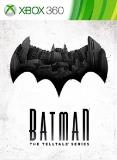 XBOX 360
BATMAN
THE TELLTALE SERIES